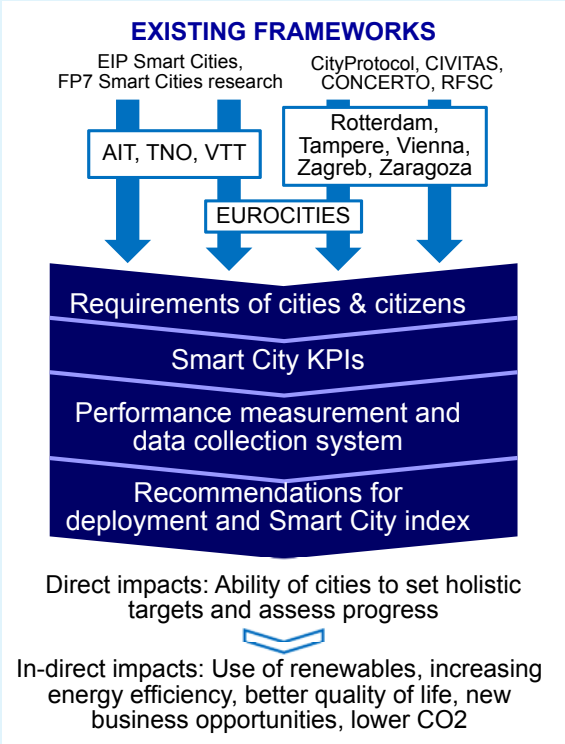 EXISTING FRAMEWORKS
EIP Smart Cities,
FP7 Smart Cities research
CityProtocol, CIVITAS,
CONCERTO, RFSC
AIT, TNO, VTT
Rotterdam,
Tampere, Vienna,
Zagreb, Zaragoza
EUROCITIES
Requirements of cities & citizens
Smart City KPIs
Performance measurement and
data collection system
Recommendations for
deployment and Smart City index
Direct impacts: Ability of cities to set holistic
targets and assess progress
In-direct impacts: Use of renewables, increasing
energy efficiency, better quality of life, new
business opportunities, lower CO2